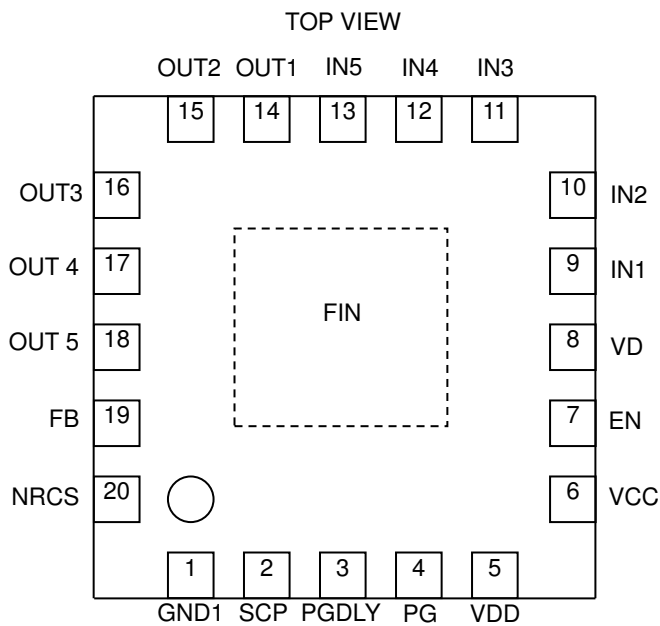 TOP VIEW
OUT2 OUT1 IN5 IN4 IN3
15 14 13 12 11
OUT3 16 10 IN2
OUT 4 17 9 IN1
FIN
OUT 5 18 8 VD
FB 19 7 EN
NRCS 20 6 VCC
1 2 3 4 5
GND1 SCP PGDLY PG VDD